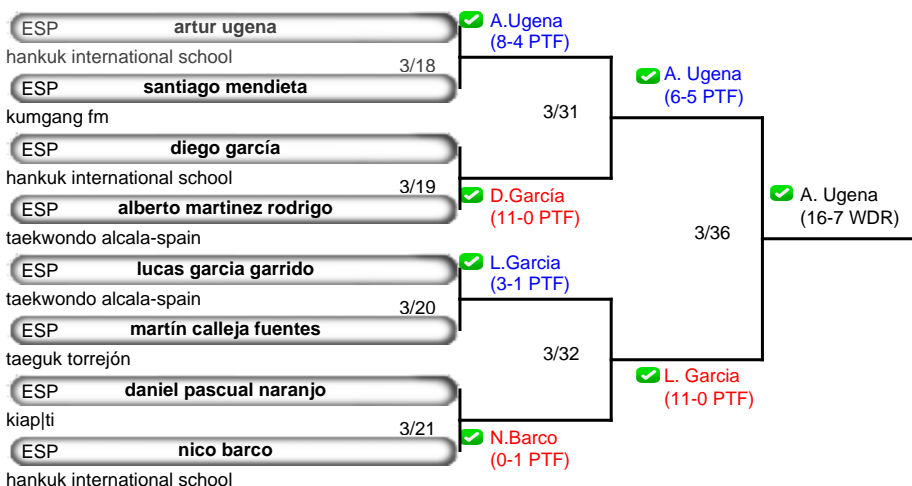 ESP artur ugena
hankuk international school
3/18
ESP santiago mendieta
kumgang fm
ESP diego garcía
hankuk international school
3/19
ESP alberto martinez rodrigo
taekwondo alcala-spain
ESP lucas garcia garrido
taekwondo alcala-spain
3/20
ESP martín calleja fuentes
taeguk torrejón
ESP daniel pascual naranjo
kiap|ti
3/21
ESP nico barco
hankuk international school
A.Ugena
(8-4 PTF)
3/31
D.García
(11-0 PTF)
L.Garcia
(3-1 PTF)
3/32
N.Barco
(0-1 PTF)
A. Ugena
(6-5 PTF)
3/36
L. Garcia
(11-0 PTF)
A. Ugena
(16-7 WDR)